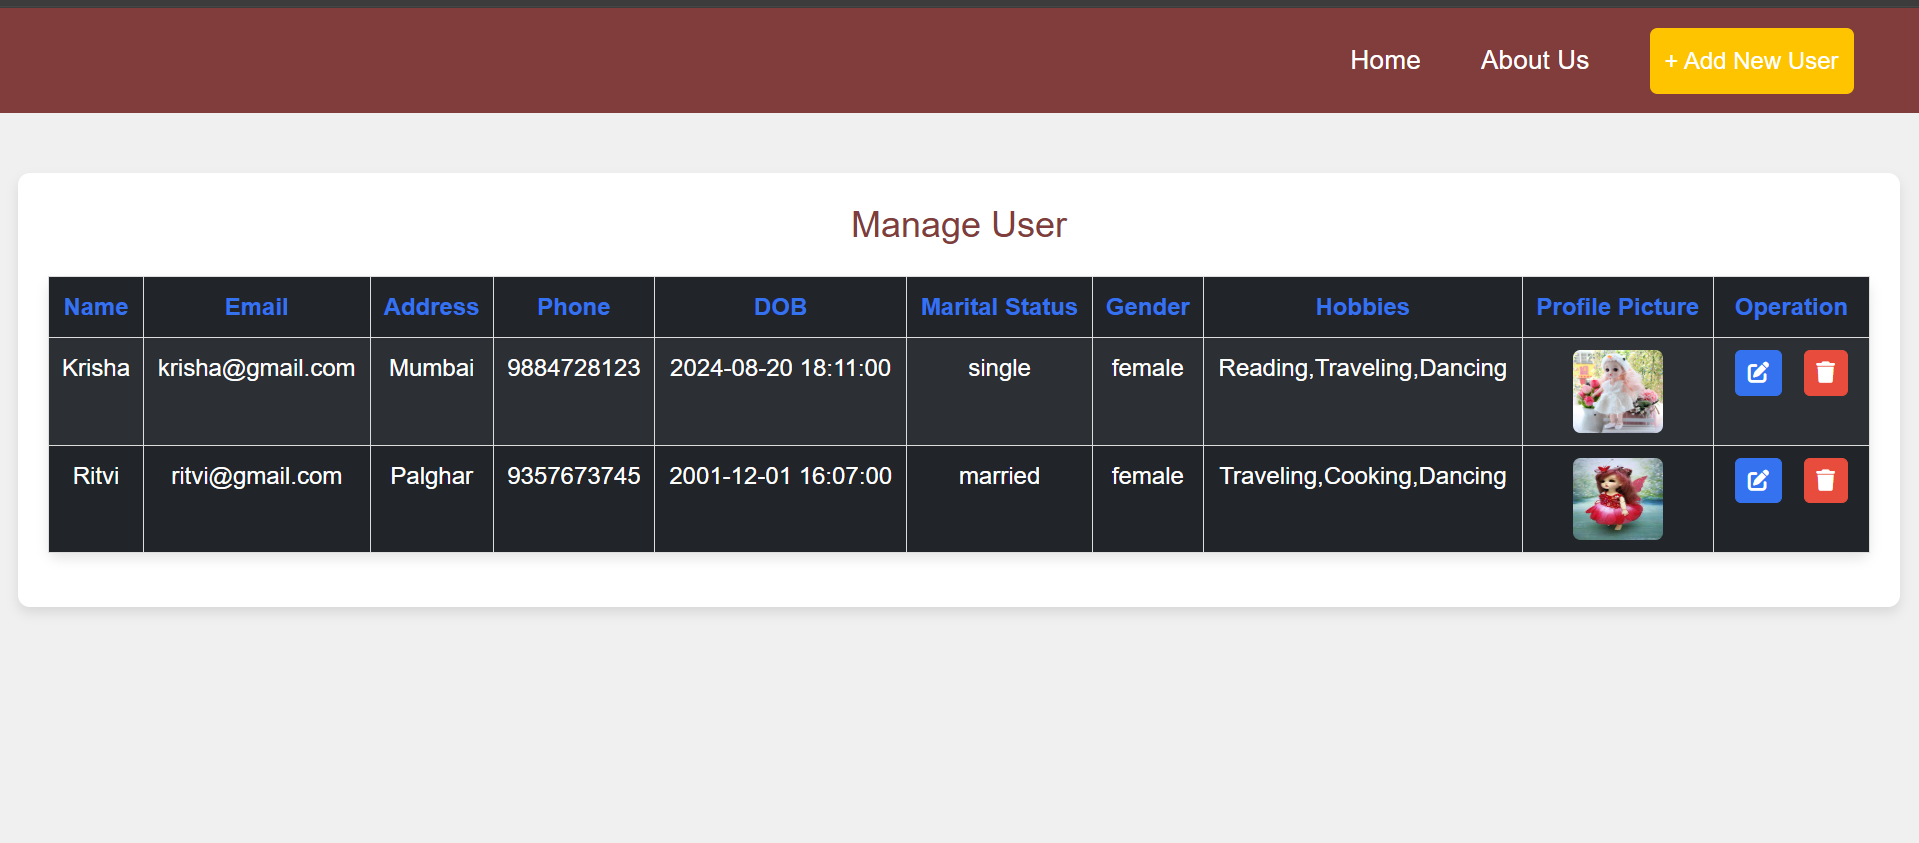 Home About Us + Add New User
Manage User
Name Email Address Phone DOB Marital Status Gender Hobbies Profile Picture Operation
Krisha krisha@gmail.com Mumbai 9884728123 2024-08-20 18:11:00 single female Reading,Traveling,Dancing
Ritvi ritvi@gmail.com Palghar 9357673745 2001-12-01 16:07:00 married female Traveling,Cooking,Dancing